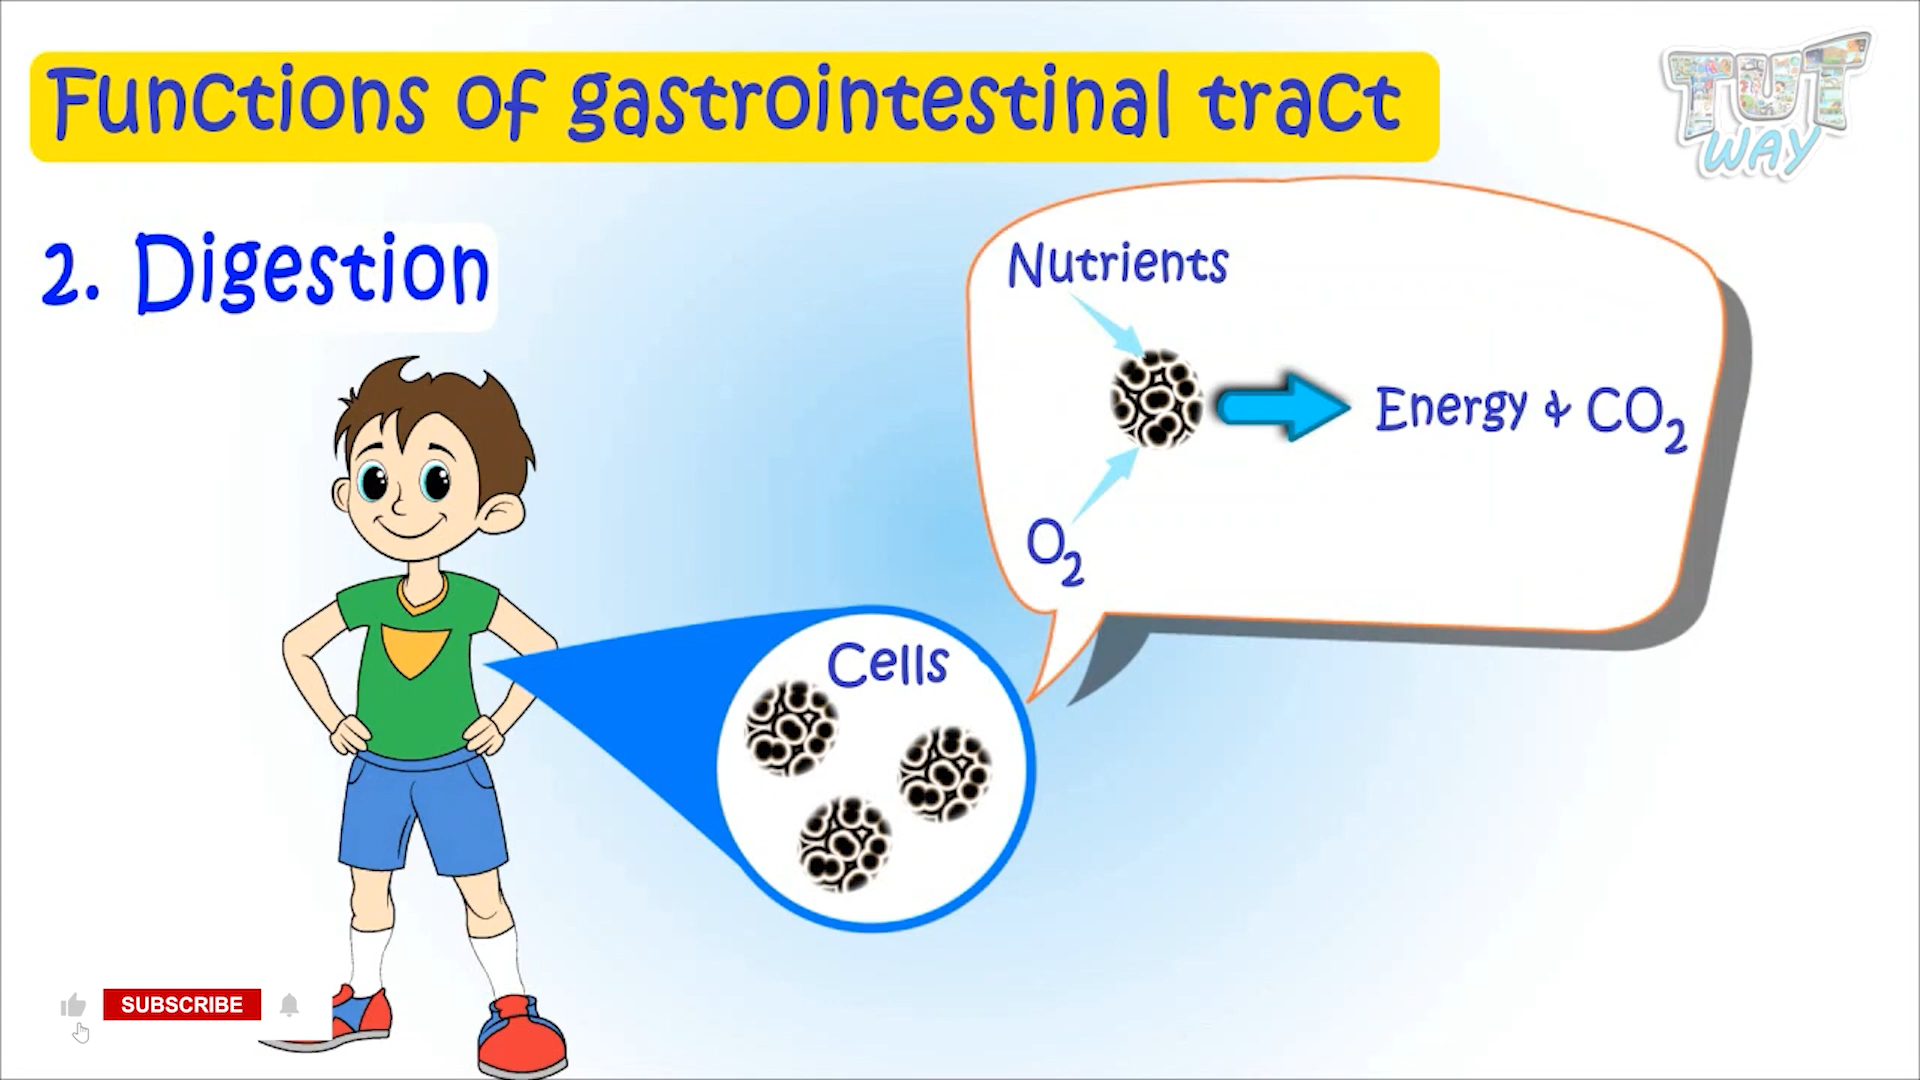 Functions of gastrointestinal tract
TUT
WAY
2. Digestion
Nutrients
Energy & CO₂
O₂
Cells
SUBSCRIBE